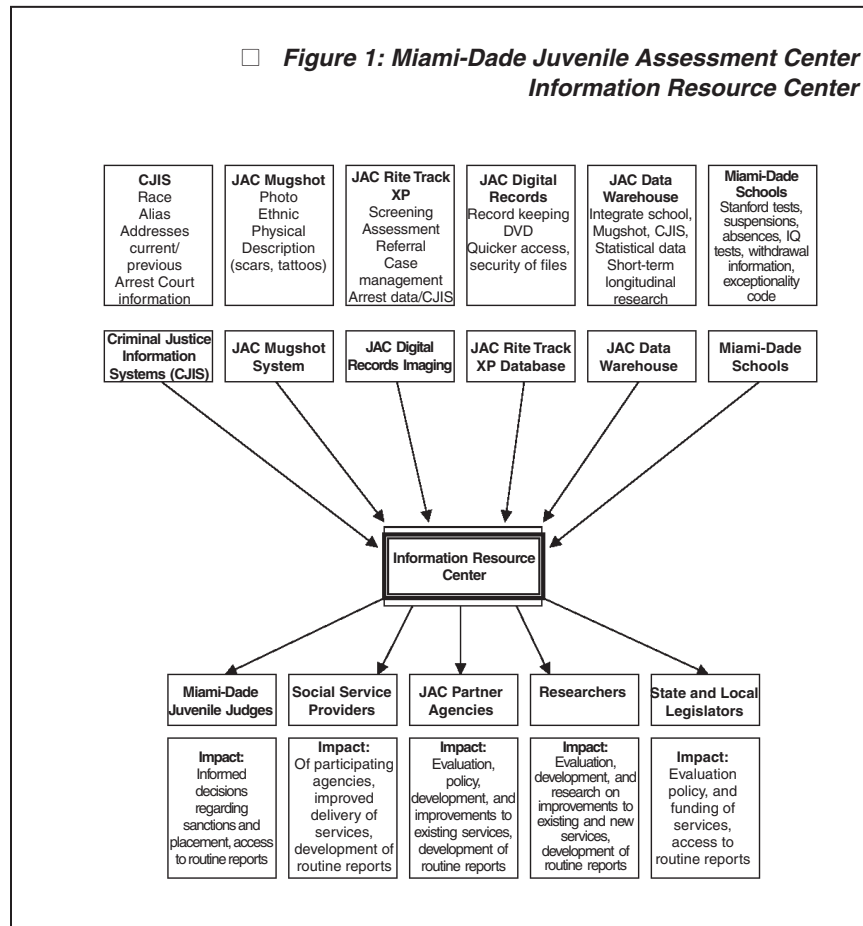 □ Figure 1: Miami-Dade Juvenile Assessment Center
Information Resource Center
CJIS
Race
Alias
Addresses
current/
previous
Arrest Court
information
JAC Mugshot
Photo
Ethnic
Physical
Description
(scars, tattoos)
JAC Rite Track
XP
Screening
Assessment
Referral
Case
management
Arrest data/CJIS
JAC Digital
Records
Record keeping
DVD
Quicker access,
security of files
JAC Data
Warehouse
Integrate school,
Mugshot, CJIS,
Statistical data
Short-term
longitudinal
research
Miami-Dade
Schools
Stanford tests,
suspensions,
absences, IQ
tests, withdrawal
information,
exceptionality
code
Criminal Justice
Information
Systems (CJIS)
JAC Mugshot
System
JAC Digital
Records Imaging
JAC Rite Track
XP Database
JAC Data
Warehouse
Miami-Dade
Schools
Information Resource
Center
Miami-Dade
Juvenile Judges
Social Service
Providers
JAC Partner
Agencies
Researchers
State and Local
Legislators
Impact:
Informed
decisions
regarding
sanctions and
placement, access
to routine reports
Impact:
Of participating
agencies,
improved
delivery of
services,
development of
routine reports
Impact:
Evaluation,
policy,
development, and
improvements to
existing services,
development of
routine reports
Impact:
Evaluation,
development, and
research on
improvements to
existing and new
services,
development of
routine reports
Impact:
Evaluation
policy, and
funding of
services,
access to
routine reports